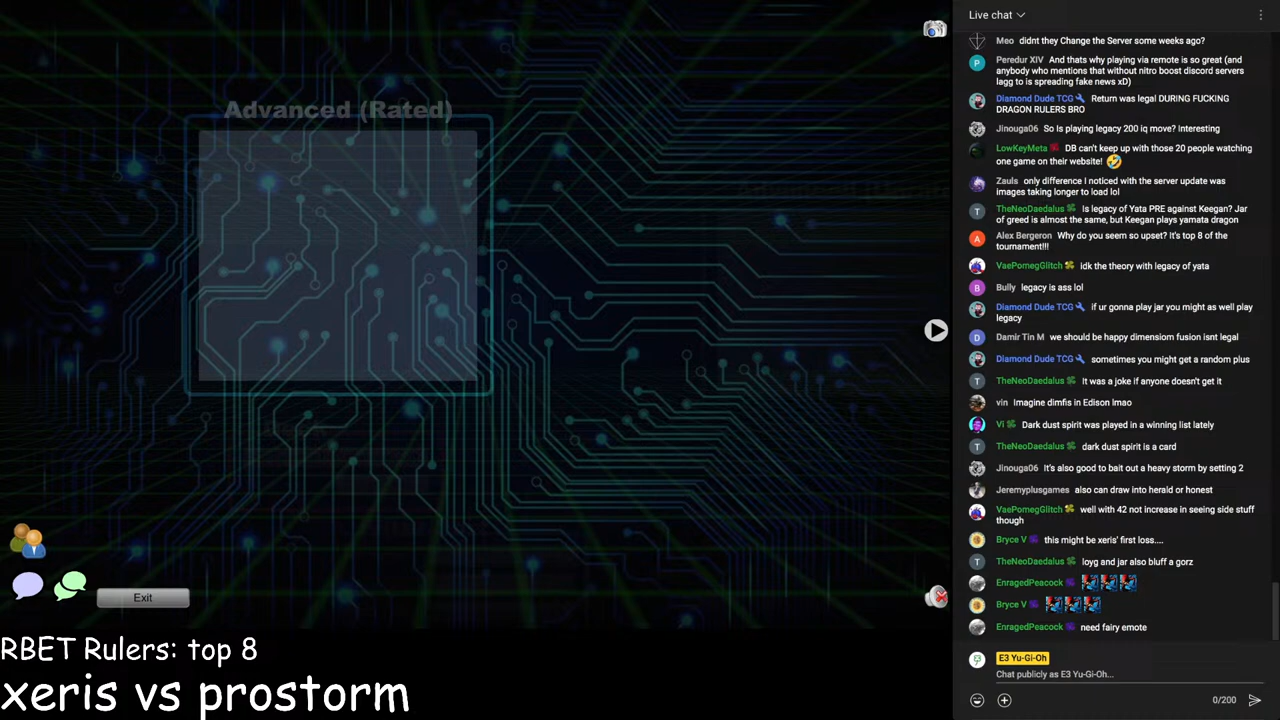 Advanced (Rated)
Exit
RBET Rulers: top 8
xeris vs prostorm
Live chat
Meo didnt they Change the Server some weeks ago?
Peredur XIV And thats why playing via remote is so great (and
anybody who mentions that without nitro boost discord servers
lagg to is spreading fake news xD)
Diamond Dude TCG Return was legal DURING FUCKING
DRAGON RULERS BRO
Jinouga06 So Is playing legacy 200 iq move? Interesting
LowKeyMeta DB can't keep up with those 20 people watching
one game on their website! 🤣
Zauls only difference I noticed with the server update was
images taking longer to load lol
TheNeoDaedalus Is legacy of Yata PRE against Keegan? Jar
of greed is almost the same, but Keegan plays yamata dragon
Alex Bergeron Why do you seem so upset? It's top 8 of the
tournament!!!
VaePomegGlitch idk the theory with legacy of yata
Bully legacy is ass lol
Diamond Dude TCG if ur gonna play jar you might as well play
legacy
Damir Tin M we should be happy dimensiom fusion isnt legal
Diamond Dude TCG sometimes you might get a random plus
TheNeoDaedalus It was a joke if anyone doesn't get it
vin Imagine dimfis in Edison lmao
Vi Dark dust spirit was played in a winning list lately
TheNeoDaedalus dark dust spirit is a card
Jinouga06 It's also good to bait out a heavy storm by setting 2
Jeremyplusgames also can draw into herald or honest
VaePomegGlitch well with 42 not increase in seeing side stuff
though
Bryce V this might be xeris' first loss....
TheNeoDaedalus loyg and jar also bluff a gorz
EnragedPeacock
Bryce V
EnragedPeacock need fairy emote
E3 Yu-Gi-Oh
Chat publicly as E3 Yu-Gi-Oh...
0/200